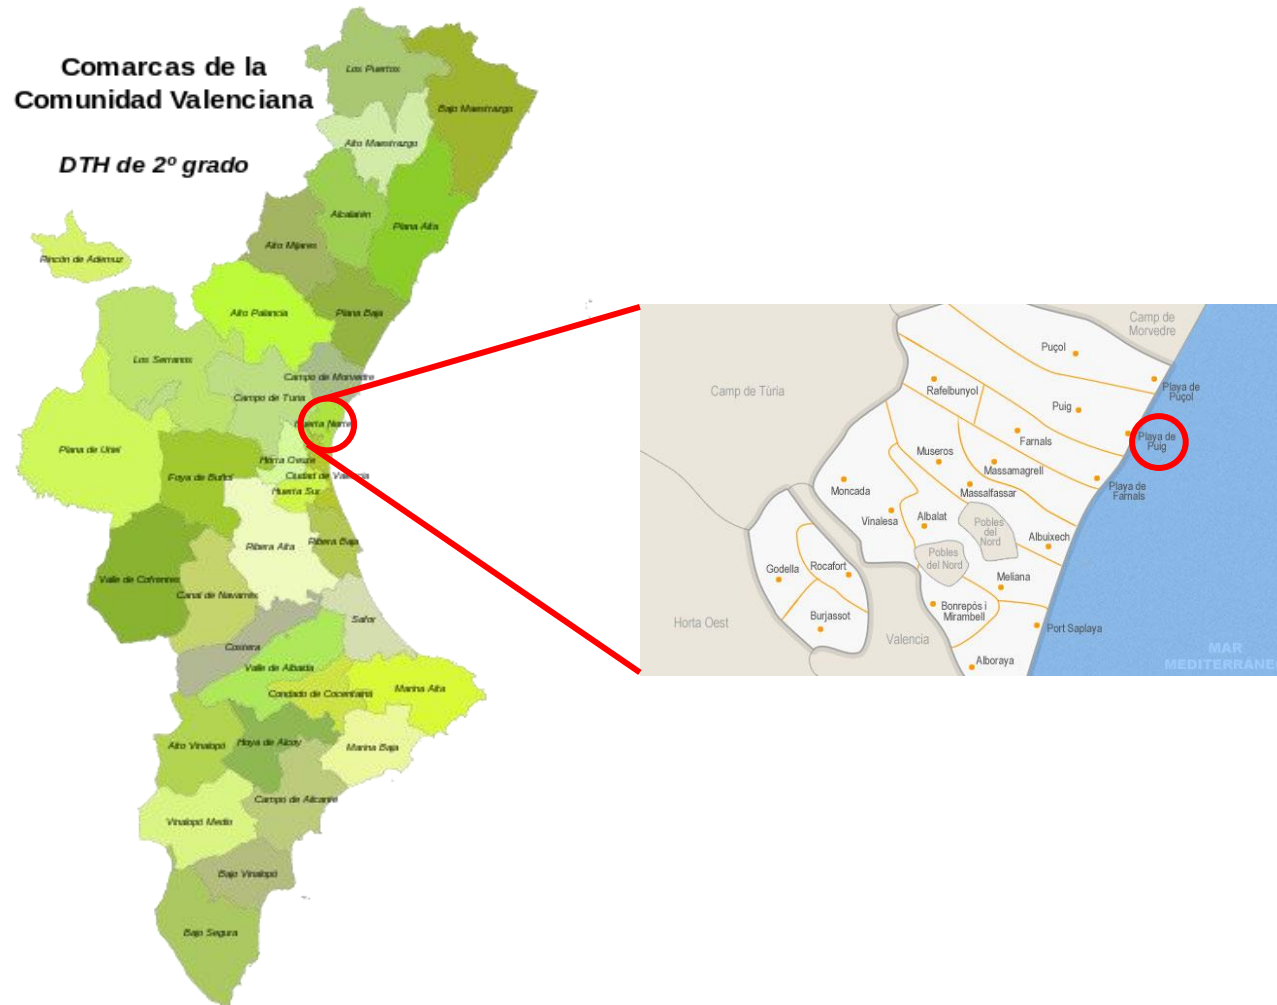 Comarcas de la
Comunidad Valenciana
DTH de 2º grado
Los Puertos
Bajo Maestrazgo
Alto Maestrazgo
Alcalatén
Plana Alta
Alto Mijares
Rincón de Ademuz
Alto Palancia
Plana Baja
Los Serranos
Campo de Morvedre
Campo de Turia
Huerta Norte
Plana de Utiel
Foya de Buñol
Ciudad de Valencia
Huerta Sur
Ribera Alta
Ribera Baja
Valle de Cofrentes
Canal de Navarrés
Safor
Costera
Valle de Albaida
Condado de Cocentaina
Marina Alta
Alto Vinalopó
Hoya de Alcoy
Marina Baja
Campo de Alicante
Vinalopó Medio
Bajo Vinalopó
Bajo Segura
Camp de
Morvedre
Puçol
Camp de Túria
Rafelbunyol
Playa de
Puçol
Puig
Farnals
Playa de
Puig
Museros
Massamagrell
Moncada
Massalfassar
Playa de
Farnals
Vinalesa
Albalat
Pobles
del
Nord
Albuixech
Pobles
del Nord
Godella
Rocafort
Meliana
Burjassot
Bonrepòs i
Mirambell
Horta Oest
Valencia
Port Saplaya
Alboraya
MAR
MEDITERRÁNE